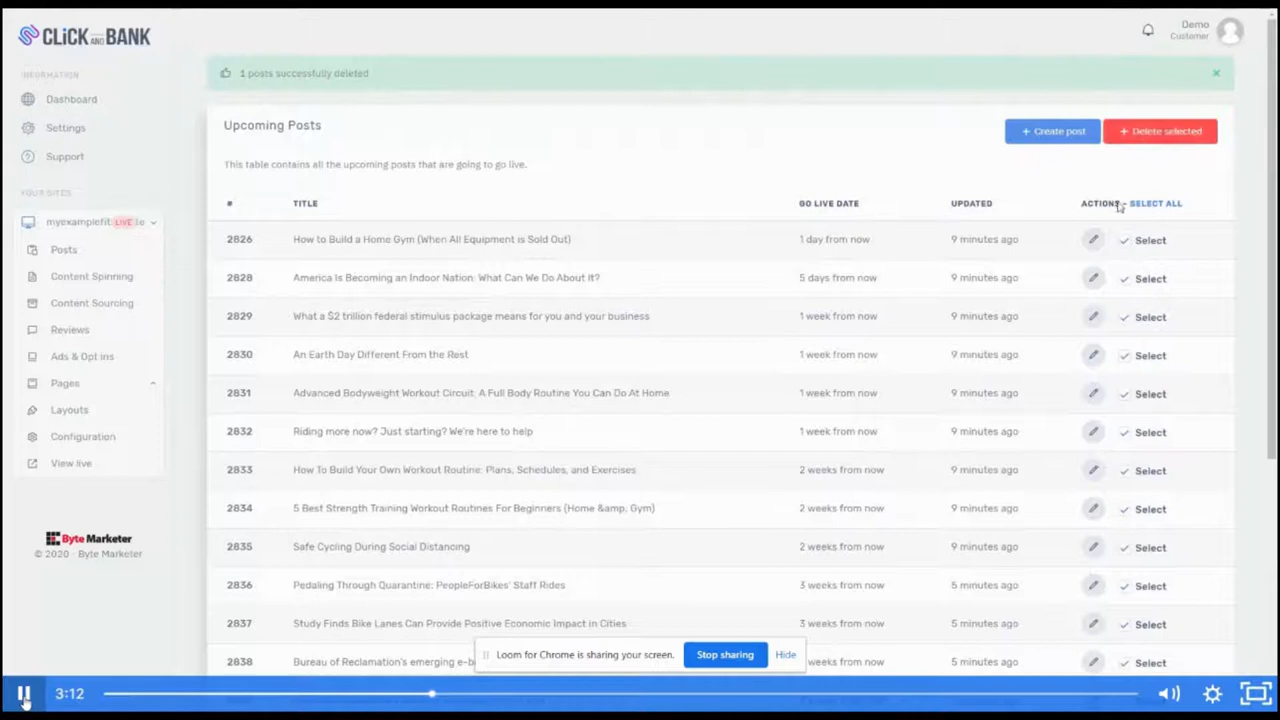 CLiCK AND BANK
Demo
Customer
INFORMATION
Dashboard
Settings
Support
YOUR SITES
myexamplefit LIVE te
Posts
Content Spinning
Content Sourcing
Reviews
Ads & Opt ins
Pages
Layouts
Configuration
View live
Byte Marketer
© 2020 - Byte Marketer
1 posts successfully deleted ×
Upcoming Posts
+ Create post + Delete selected
This table contains all the upcoming posts that are going to go live.
# TITLE GO LIVE DATE UPDATED ACTIONS - SELECT ALL
2826 How to Build a Home Gym (When All Equipment is Sold Out) 1 day from now 9 minutes ago Select
2828 America Is Becoming an Indoor Nation: What Can We Do About It? 5 days from now 9 minutes ago Select
2829 What a $2 trillion federal stimulus package means for you and your business 1 week from now 9 minutes ago Select
2830 An Earth Day Different From the Rest 1 week from now 9 minutes ago Select
2831 Advanced Bodyweight Workout Circuit: A Full Body Routine You Can Do At Home 1 week from now 9 minutes ago Select
2832 Riding more now? Just starting? We're here to help 1 week from now 9 minutes ago Select
2833 How To Build Your Own Workout Routine: Plans, Schedules, and Exercises 2 weeks from now 9 minutes ago Select
2834 5 Best Strength Training Workout Routines For Beginners (Home &amp; Gym) 2 weeks from now 9 minutes ago Select
2835 Safe Cycling During Social Distancing 2 weeks from now 9 minutes ago Select
2836 Pedaling Through Quarantine: PeopleForBikes' Staff Rides 3 weeks from now 5 minutes ago Select
2837 Study Finds Bike Lanes Can Provide Positive Economic Impact in Cities 3 weeks from now 5 minutes ago Select
2838 Bureau of Reclamation's emerging e-b weeks from now 5 minutes ago Select
Loom for Chrome is sharing your screen. Stop sharing Hide
3:12